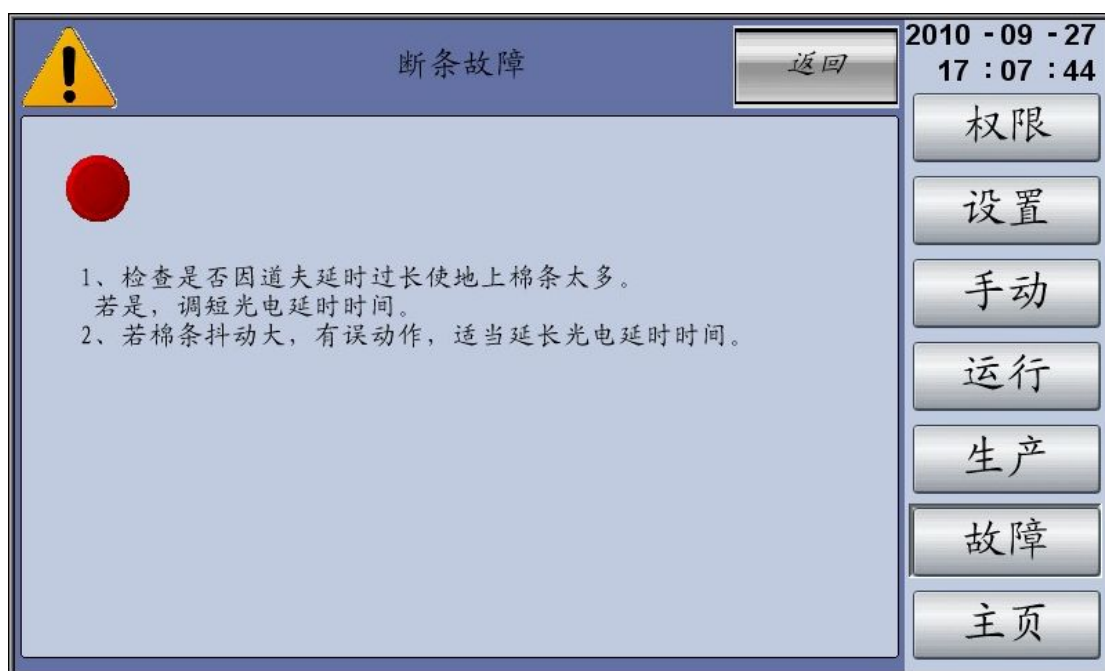 断条故障
返回
2010 - 09 - 27
17 : 07 : 44
1、检查是否因道夫延时过长使地上棉条太多。
若是，调短光电延时时间。
2、若棉条抖动大，有误动作，适当延长光电延时时间。
权限
设置
手动
运行
生产
故障
主页